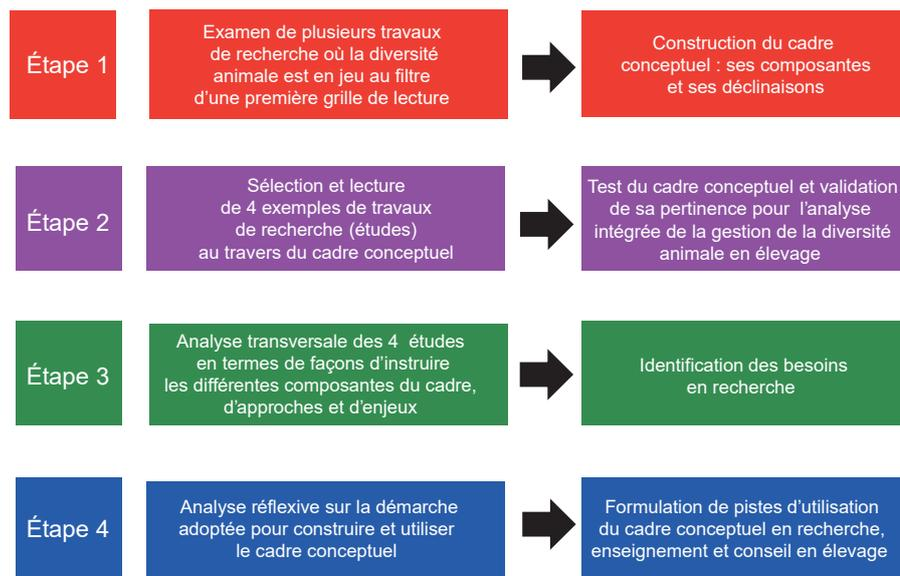 Étape 1
Examen de plusieurs travaux
de recherche où la diversité
animale est en jeu au filtre
d’une première grille de lecture
Construction du cadre
conceptuel : ses composantes
et ses déclinaisons
Étape 2
Sélection et lecture
de 4 exemples de travaux
de recherche (études)
au travers du cadre conceptuel
Test du cadre conceptuel et validation
de sa pertinence pour l’analyse
intégrée de la gestion de la diversité
animale en élevage
Étape 3
Analyse transversale des 4 études
en termes de façons d’instruire
les différentes composantes du cadre,
d’approches et d’enjeux
Identification des besoins
en recherche
Étape 4
Analyse réflexive sur la démarche
adoptée pour construire et utiliser
le cadre conceptuel
Formulation de pistes d’utilisation
du cadre conceptuel en recherche,
enseignement et conseil en élevage